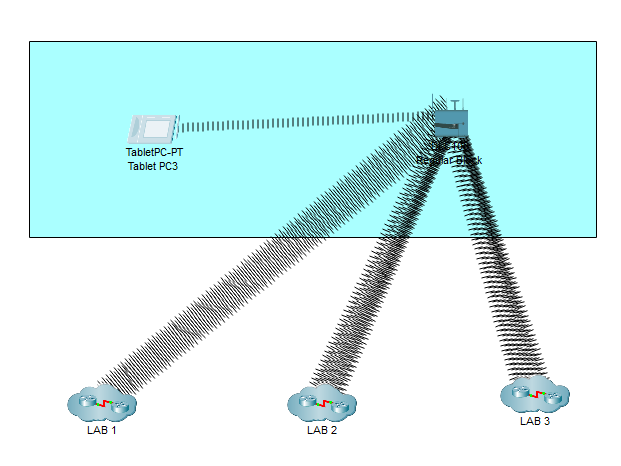 TabletPC-PT
Tablet PC3
Regular Block
LAB 1
LAB 2
LAB 3